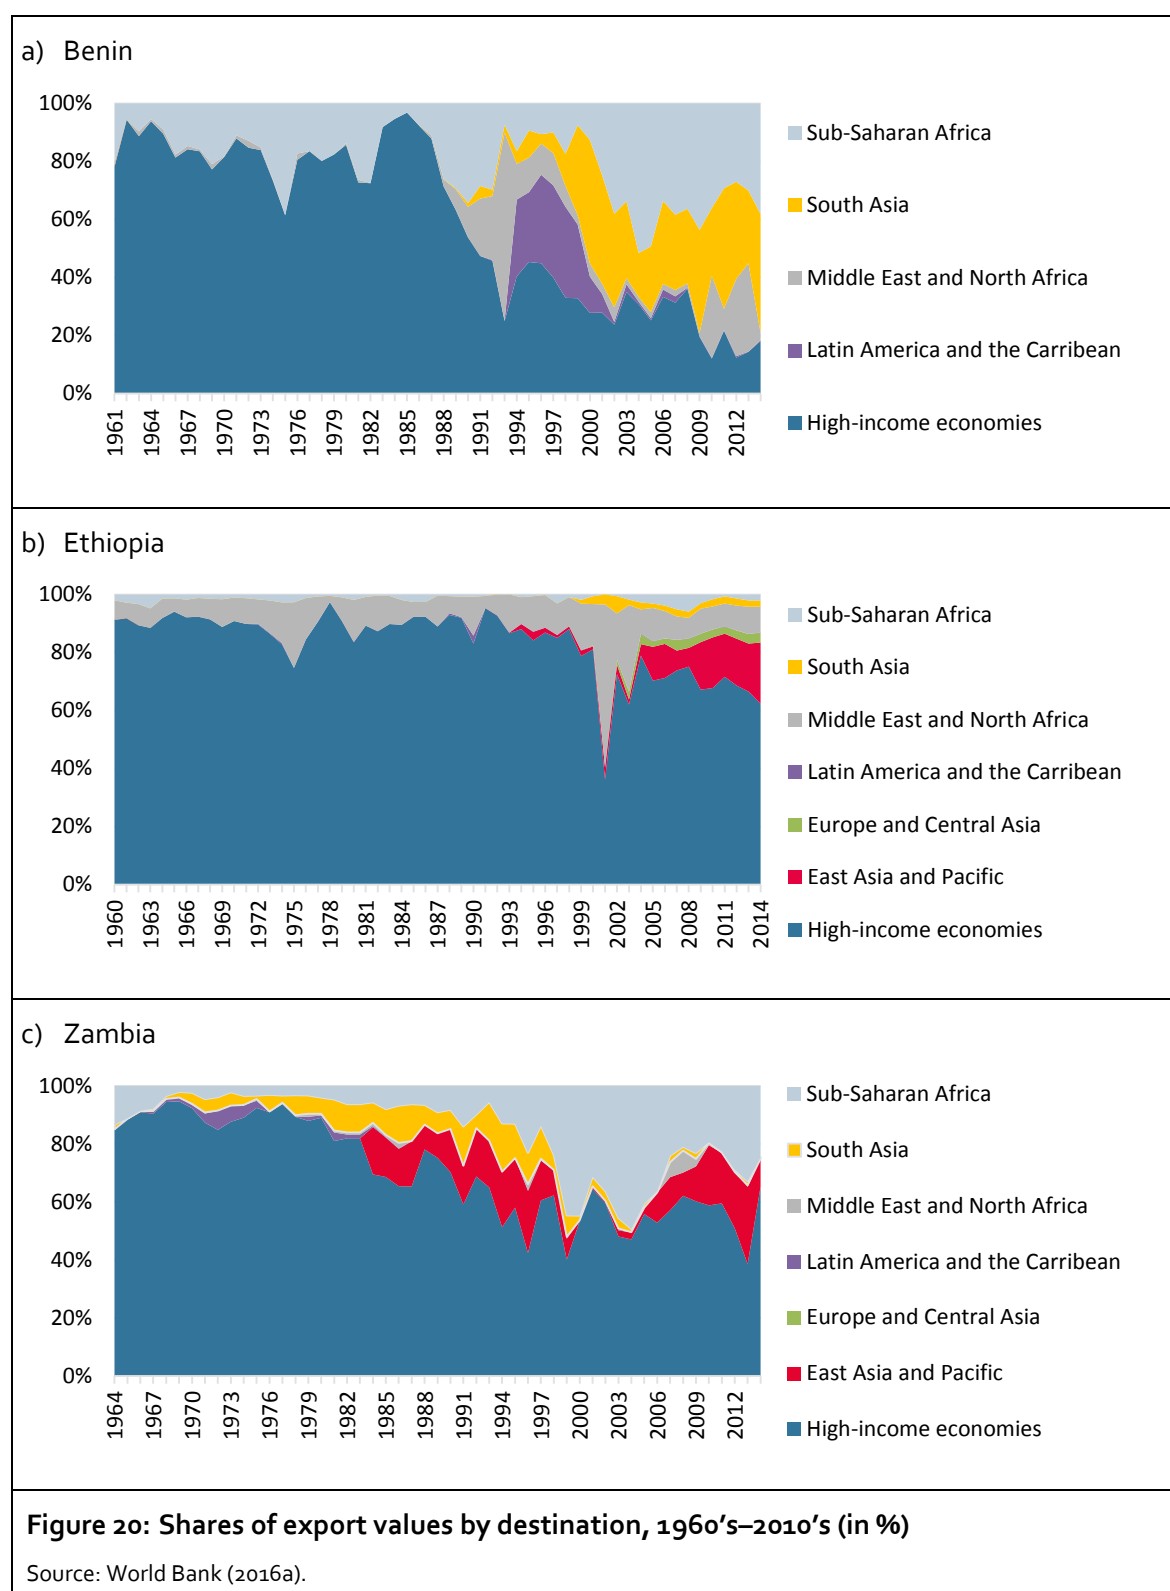 a) Benin
100%
80%
60%
40%
20%
0%
1961 1964 1967 1970 1973 1976 1979 1982 1985 1988 1991 1994 1997 2000 2003 2006 2009 2012
Sub-Saharan Africa
South Asia
Middle East and North Africa
Latin America and the Carribean
High-income economies
b) Ethiopia
100%
80%
60%
40%
20%
0%
1960 1963 1966 1969 1972 1975 1978 1981 1984 1987 1990 1993 1996 1999 2002 2005 2008 2011 2014
Sub-Saharan Africa
South Asia
Middle East and North Africa
Latin America and the Carribean
Europe and Central Asia
East Asia and Pacific
High-income economies
c) Zambia
100%
80%
60%
40%
20%
0%
1964 1967 1970 1973 1976 1979 1982 1985 1988 1991 1994 1997 2000 2003 2006 2009 2012
Sub-Saharan Africa
South Asia
Middle East and North Africa
Latin America and the Carribean
Europe and Central Asia
East Asia and Pacific
High-income economies
Figure 20: Shares of export values by destination, 1960’s–2010’s (in %)
Source: World Bank (2016a).